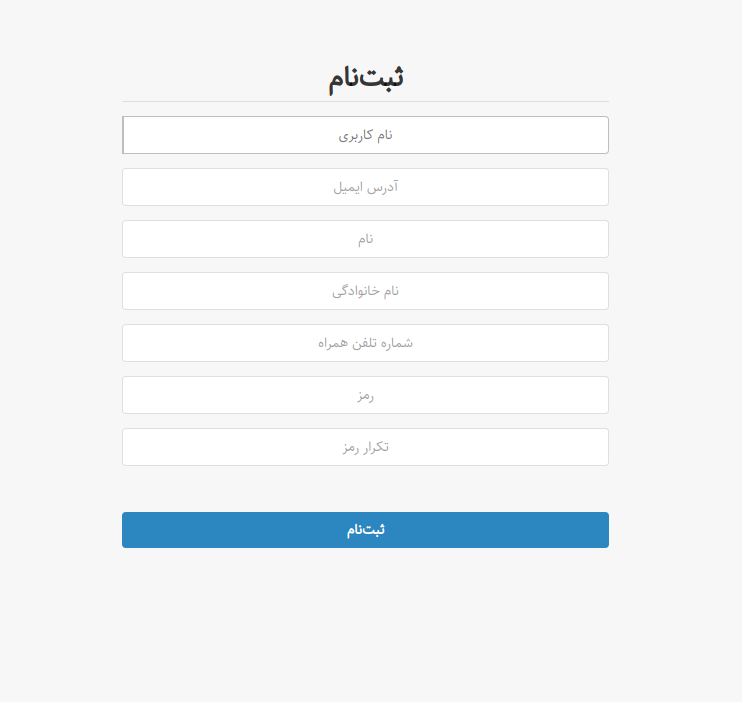 ثبت‌نام
نام کاربری
آدرس ایمیل
نام
نام خانوادگی
شماره تلفن همراه
رمز
تکرار رمز
ثبت‌نام